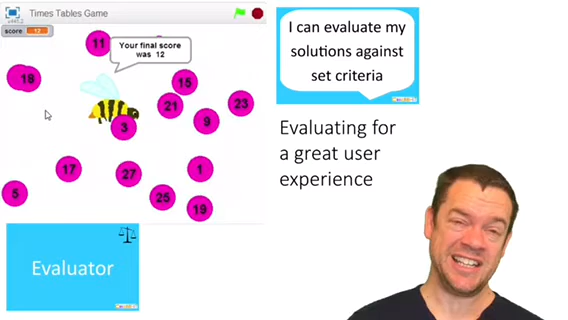 Times Tables Game
score 12
Your final score
was 12
11
18
15
21
23
9
3
17
27
1
5
25
19
I can evaluate my
solutions against
set criteria
Evaluating for
a great user
experience
Evaluator